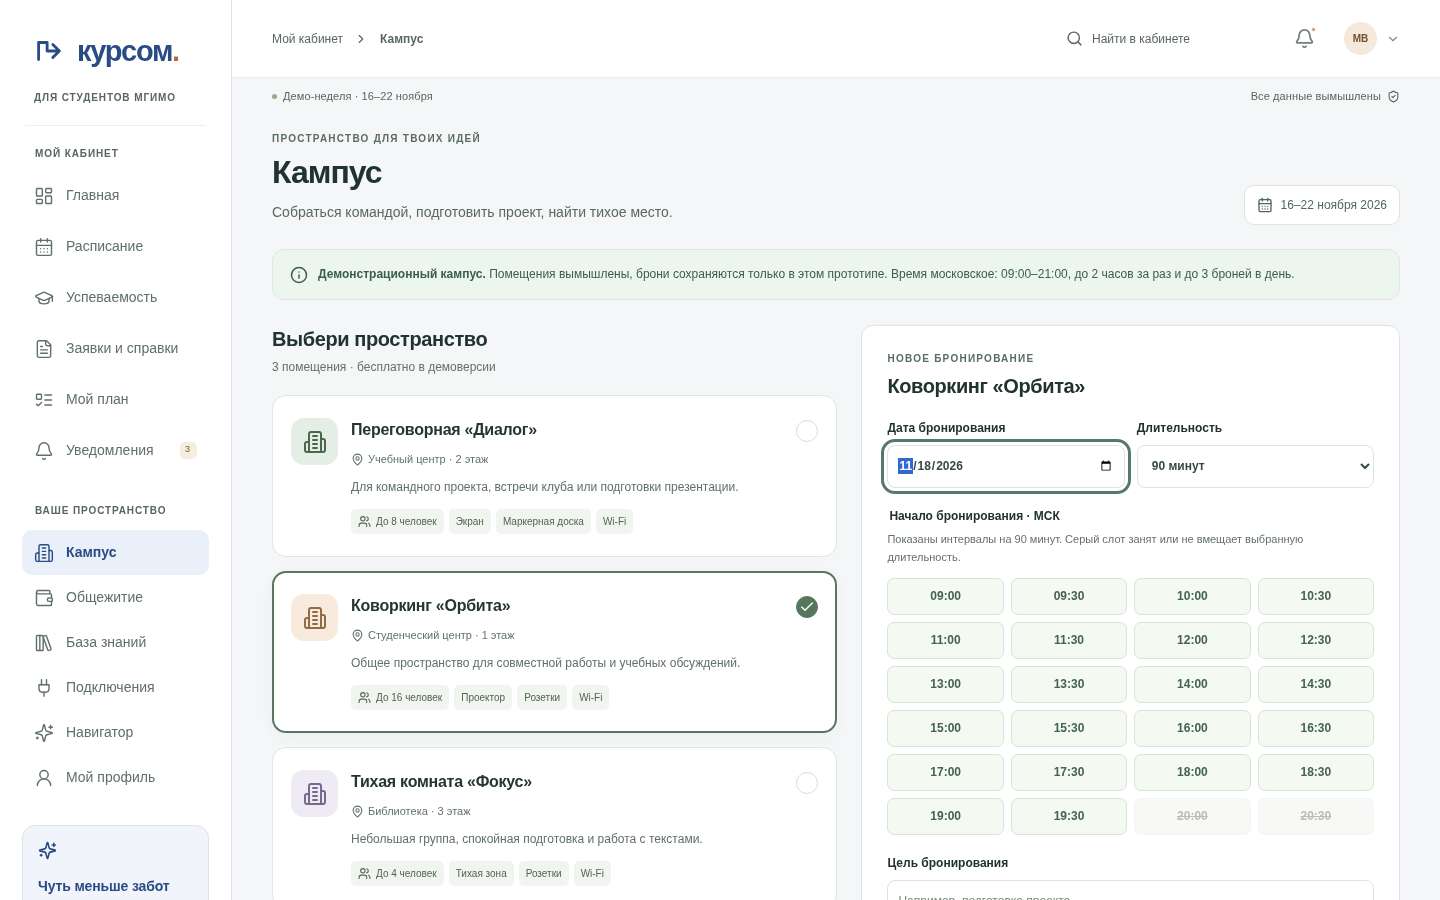 курсом.
ДЛЯ СТУДЕНТОВ МГИМО
МОЙ КАБИНЕТ
Главная
Расписание
Успеваемость
Заявки и справки
Мой план
Уведомления 3
ВАШЕ ПРОСТРАНСТВО
Кампус
Общежитие
База знаний
Подключения
Навигатор
Мой профиль
Чуть меньше забот
Мой кабинет Кампус
Найти в кабинете
МВ
Демо-неделя · 16–22 ноября
Все данные вымышлены
ПРОСТРАНСТВО ДЛЯ ТВОИХ ИДЕЙ
Кампус
Собраться командой, подготовить проект, найти тихое место.
16–22 ноября 2026
Демонстрационный кампус. Помещения вымышлены, брони сохраняются только в этом прототипе. Время московское: 09:00–21:00, до 2 часов за раз и до 3 броней в день.
Выбери пространство
3 помещения · бесплатно в демоверсии
Переговорная «Диалог»
Учебный центр · 2 этаж
Для командного проекта, встречи клуба или подготовки презентации.
До 8 человек Экран Маркерная доска Wi-Fi
Коворкинг «Орбита»
Студенческий центр · 1 этаж
Общее пространство для совместной работы и учебных обсуждений.
До 16 человек Проектор Розетки Wi-Fi
Тихая комната «Фокус»
Библиотека · 3 этаж
Небольшая группа, спокойная подготовка и работа с текстами.
До 4 человек Тихая зона Розетки Wi-Fi
НОВОЕ БРОНИРОВАНИЕ
Коворкинг «Орбита»
Дата бронирования Длительность
11/18/2026 90 минут
Начало бронирования · МСК
Показаны интервалы на 90 минут. Серый слот занят или не вмещает выбранную
длительность.
09:00 09:30 10:00 10:30
11:00 11:30 12:00 12:30
13:00 13:30 14:00 14:30
15:00 15:30 16:00 16:30
17:00 17:30 18:00 18:30
19:00 19:30 20:00 20:30
Цель бронирования